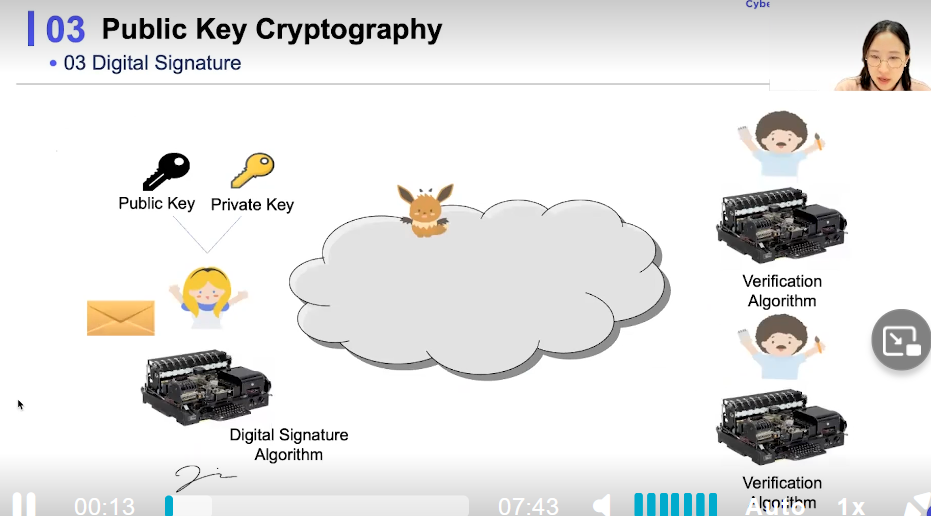 03 Public Key Cryptography
Cybe
• 03 Digital Signature
Public Key
Private Key
Verification
Algorithm
Digital Signature
Algorithm
Verification
Algorithm
00:13
07:43
Auto
1x